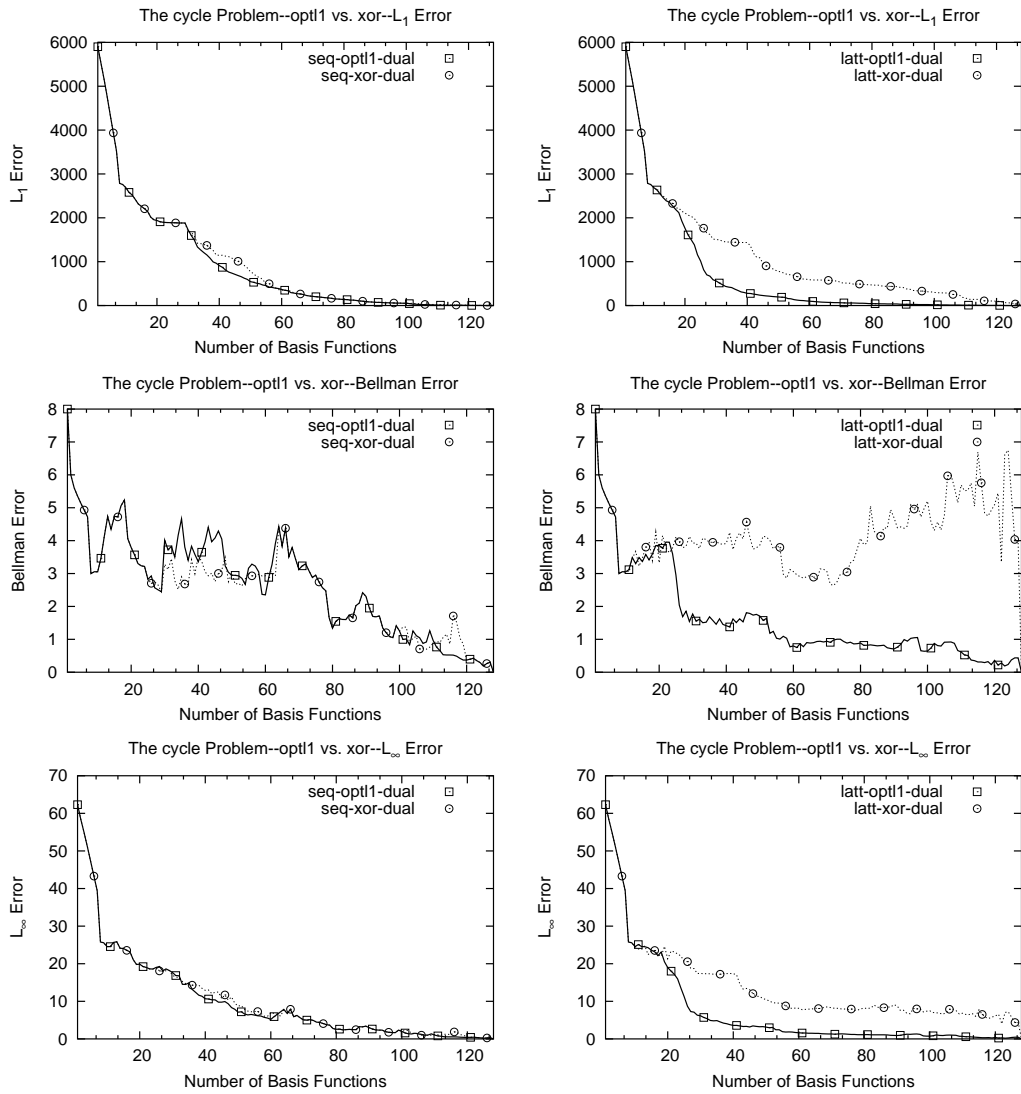 The cycle Problem--optl1 vs. xor--L1 Error
6000
5000
4000
3000
2000
1000
0
L1 Error
seq-optl1-dual
seq-xor-dual
20 40 60 80 100 120
Number of Basis Functions
The cycle Problem--optl1 vs. xor--L1 Error
6000
5000
4000
3000
2000
1000
0
L1 Error
latt-optl1-dual
latt-xor-dual
20 40 60 80 100 120
Number of Basis Functions
The cycle Problem--optl1 vs. xor--Bellman Error
8
7
6
5
4
3
2
1
0
Bellman Error
seq-optl1-dual
seq-xor-dual
20 40 60 80 100 120
Number of Basis Functions
The cycle Problem--optl1 vs. xor--Bellman Error
8
7
6
5
4
3
2
1
0
Bellman Error
latt-optl1-dual
latt-xor-dual
20 40 60 80 100 120
Number of Basis Functions
The cycle Problem--optl1 vs. xor--L∞ Error
70
60
50
40
30
20
10
0
L∞ Error
seq-optl1-dual
seq-xor-dual
20 40 60 80 100 120
Number of Basis Functions
The cycle Problem--optl1 vs. xor--L∞ Error
70
60
50
40
30
20
10
0
L∞ Error
latt-optl1-dual
latt-xor-dual
20 40 60 80 100 120
Number of Basis Functions